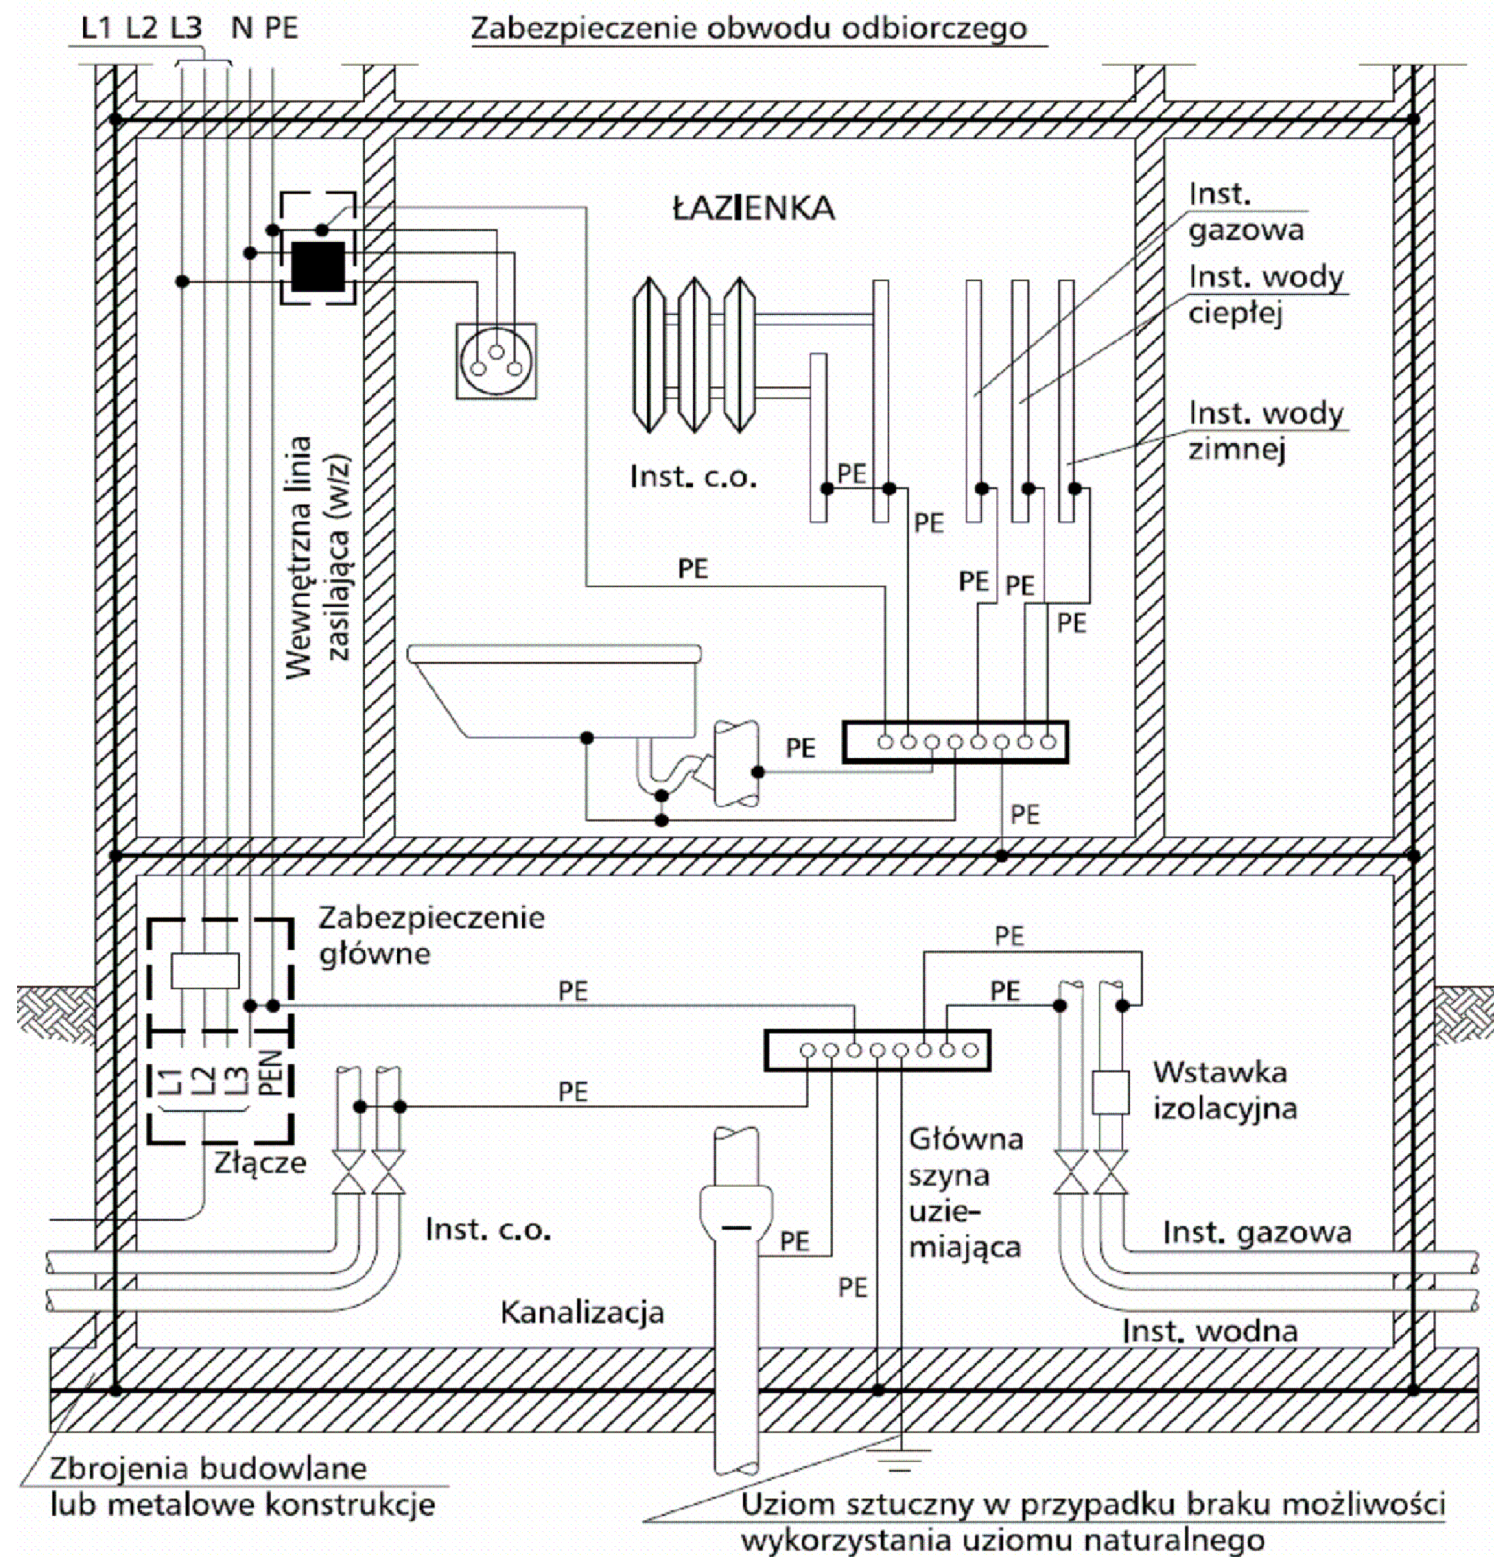 L1 L2 L3 N PE
Zabezpieczenie obwodu odbiorczego
ŁAZIENKA
Inst.
gazowa
Inst. wody
ciepłej
Inst. wody
zimnej
Wewnętrzna linia
zasilająca (w/z)
Inst. c.o.
PE
PE
PE
PE
PE
PE
PE
PE
Zabezpieczenie
główne
PE
PE
PE
L1
L2
L3
PEN
PE
Wstawka
izolacyjna
Złącze
Główna
szyna
uzie-
miająca
Inst. c.o.
PE
Inst. gazowa
PE
Kanalizacja
Inst. wodna
Zbrojenia budowlane
lub metalowe konstrukcje
Uziom sztuczny w przypadku braku możliwości
wykorzystania uziomu naturalnego